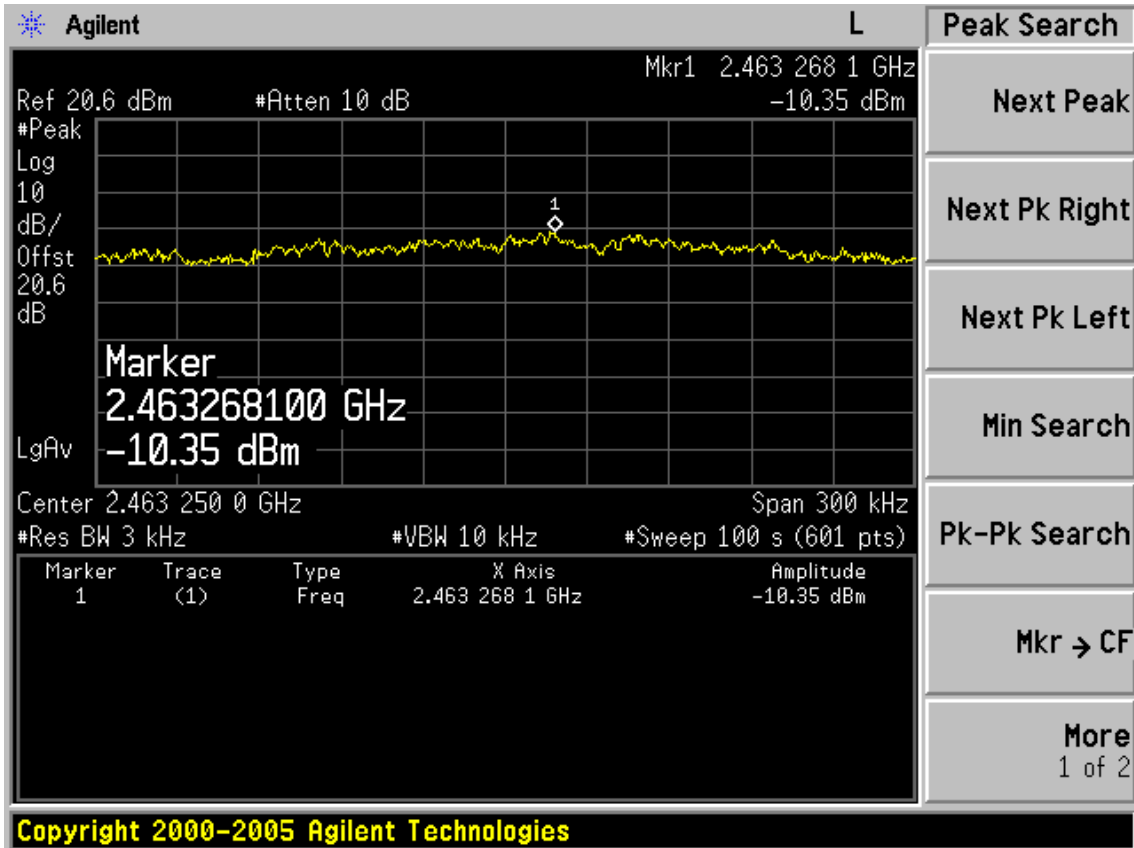 Agilent L Peak Search
Mkr1 2.463 268 1 GHz
Ref 20.6 dBm #Atten 10 dB -10.35 dBm
#Peak
Log
10
dB/
Offst
20.6
dB
LgAv
1
Marker
2.463268100 GHz
-10.35 dBm
Center 2.463 250 0 GHz Span 300 kHz
#Res BW 3 kHz #VBW 10 kHz #Sweep 100 s (601 pts)
Marker Trace Type X Axis Amplitude
1 (1) Freq 2.463 268 1 GHz -10.35 dBm
Next Peak
Next Pk Right
Next Pk Left
Min Search
Pk-Pk Search
Mkr → CF
More
1 of 2
Copyright 2000-2005 Agilent Technologies